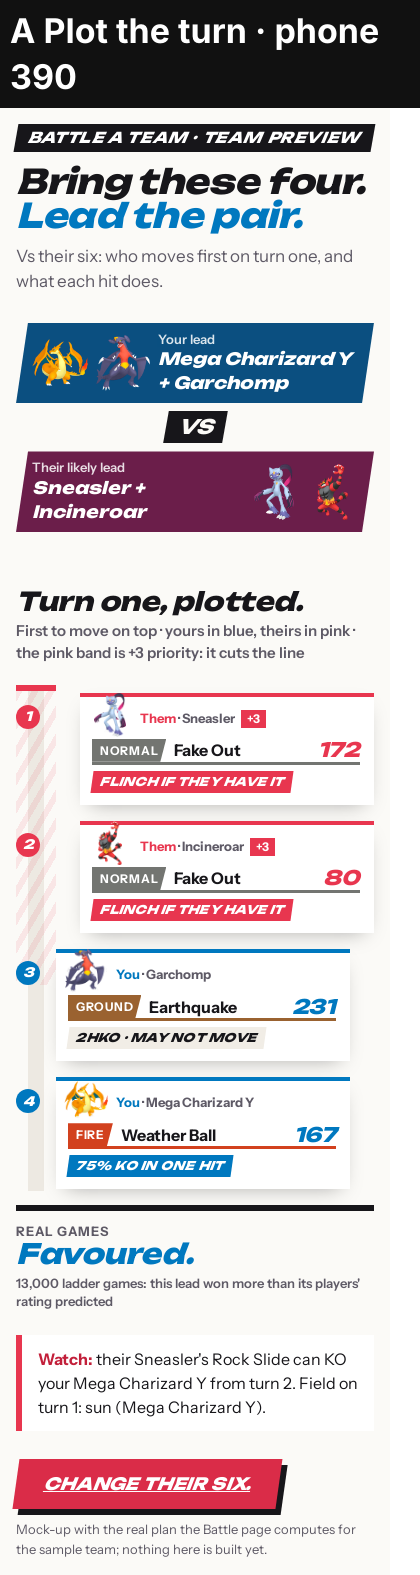 A Plot the turn · phone
390
BATTLE A TEAM · TEAM PREVIEW
Bring these four.
Lead the pair.
Vs their six: who moves first on turn one, and
what each hit does.
Your lead
Mega Charizard Y
+ Garchomp
VS
Their likely lead
Sneasler +
Incineroar
Turn one, plotted.
First to move on top · yours in blue, theirs in pink ·
the pink band is +3 priority: it cuts the line
1
Them · Sneasler +3
NORMAL Fake Out 172
FLINCH IF THEY HAVE IT
2
Them · Incineroar +3
NORMAL Fake Out 80
FLINCH IF THEY HAVE IT
3
You · Garchomp
GROUND Earthquake 231
2HKO · MAY NOT MOVE
4
You · Mega Charizard Y
FIRE Weather Ball 167
75% KO IN ONE HIT
REAL GAMES
Favoured.
13,000 ladder games: this lead won more than its players'
rating predicted
Watch: their Sneasler's Rock Slide can KO
your Mega Charizard Y from turn 2. Field on
turn 1: sun (Mega Charizard Y).
CHANGE THEIR SIX.
Mock-up with the real plan the Battle page computes for
the sample team; nothing here is built yet.